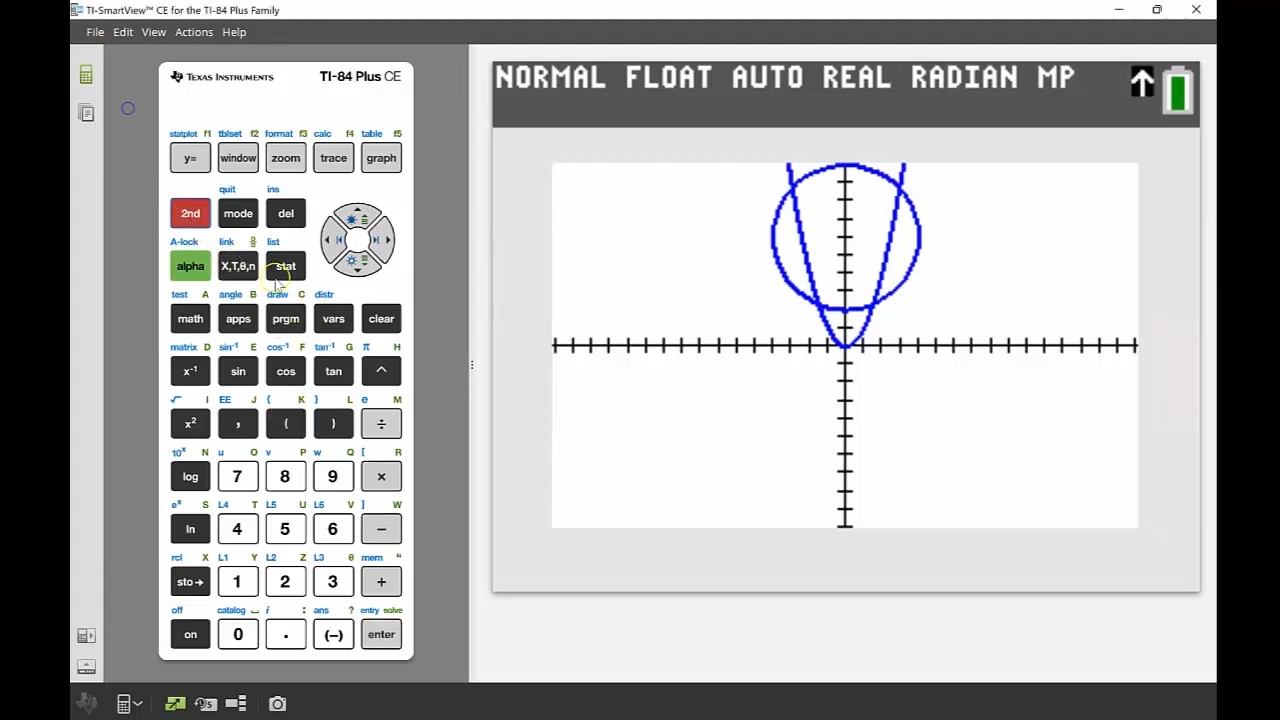 TI-SmartView™ CE for the TI-84 Plus Family
File Edit View Actions Help
TEXAS INSTRUMENTS TI-84 Plus CE
NORMAL FLOAT AUTO REAL RADIAN MP
statplot f1 tblset f2 format f3 calc f4 table f5
y= window zoom trace graph
quit ins
2nd mode del
A-lock link list
alpha X,T,θ,n stat
test A angle B draw C distr
math apps prgm vars clear
matrix D sin⁻¹ E cos⁻¹ F tan⁻¹ G π H
x⁻¹ sin cos tan ^
√ I EE J { K } L e M
x² , ( ) ÷
10ˣ N u O v P w Q [ R
log 7 8 9 ×
eˣ S L4 T L5 U L6 V ] W
ln 4 5 6 −
rcl X L1 Y L2 Z L3 θ mem “
sto→ 1 2 3 +
off catalog ⎵ i : ans ? entry solve
on 0 . (–) enter